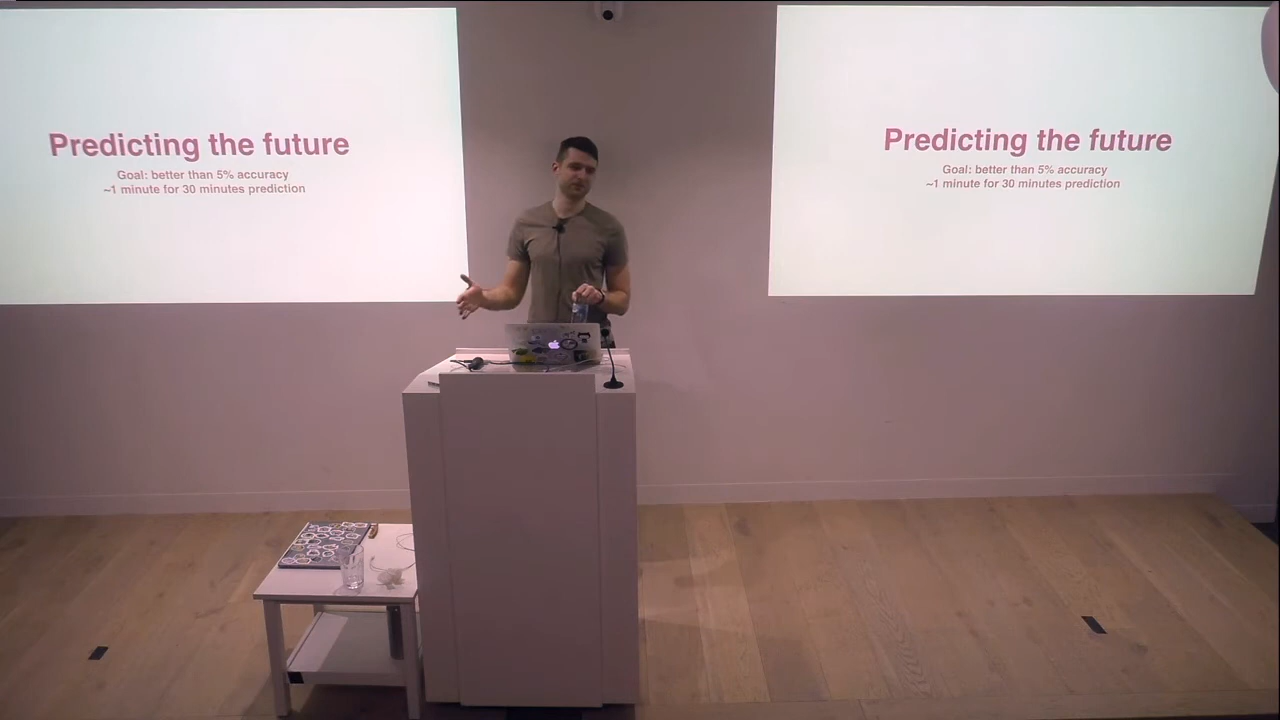 Predicting the future
Goal: better than 5% accuracy
~1 minute for 30 minutes prediction
Predicting the future
Goal: better than 5% accuracy
~1 minute for 30 minutes prediction